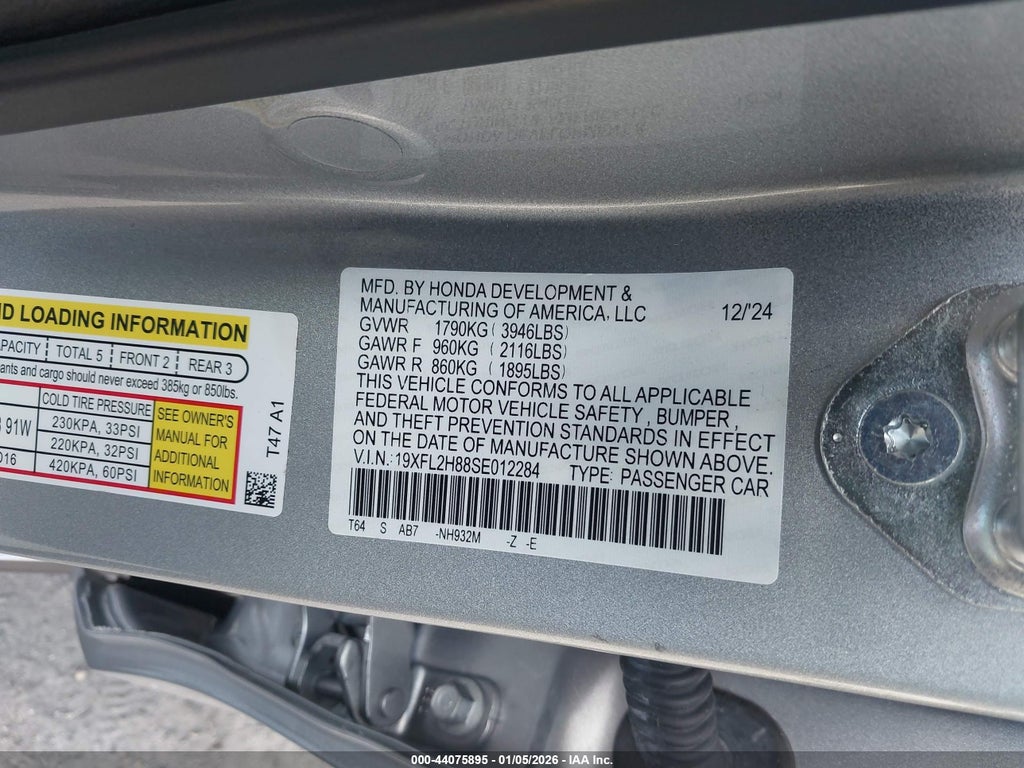 ND LOADING INFORMATION
APACITY TOTAL 5 FRONT 2 REAR 3
ants and cargo should never exceed 385kg or 850lbs.
COLD TIRE PRESSURE
SEE OWNER'S
MANUAL FOR
ADDITIONAL
INFORMATION
91W
230KPA, 33PSI
220KPA, 32PSI
D16
420KPA, 60PSI
T47 A1
MFD. BY HONDA DEVELOPMENT &
MANUFACTURING OF AMERICA, LLC 12/'24
GVWR 1790KG ( 3946LBS)
GAWR F 960KG ( 2116LBS)
GAWR R 860KG ( 1895LBS)
THIS VEHICLE CONFORMS TO ALL APPLICABLE
FEDERAL MOTOR VEHICLE SAFETY , BUMPER,
AND THEFT PREVENTION STANDARDS IN EFFECT
ON THE DATE OF MANUFACTURE SHOWN ABOVE.
V.I.N.:19XFL2H88SE012284 TYPE: PASSENGER CAR
T64 S AB7 -NH932M -Z -E
000-44075895 - 01/05/2026 - IAA Inc.